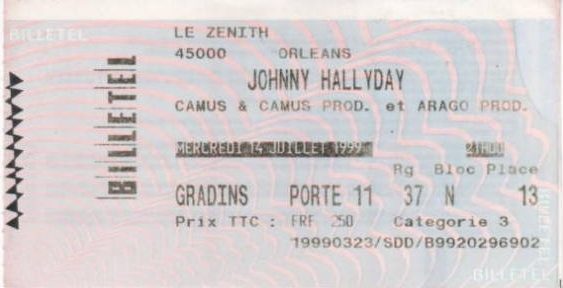 BILLETEL
LE ZENITH
45000 ORLEANS
JOHNNY HALLYDAY
CAMUS & CAMUS PROD. et ARAGO PROD.
BILLETEL
MERCREDI 14 JUILLET 1999
21H00
Rg Bloc Place
GRADINS PORTE 11 37 N 13
Prix TTC : FRF 250 Categorie 3
19990323/SDD/B9920296902
BILLETEL
BILLETEL